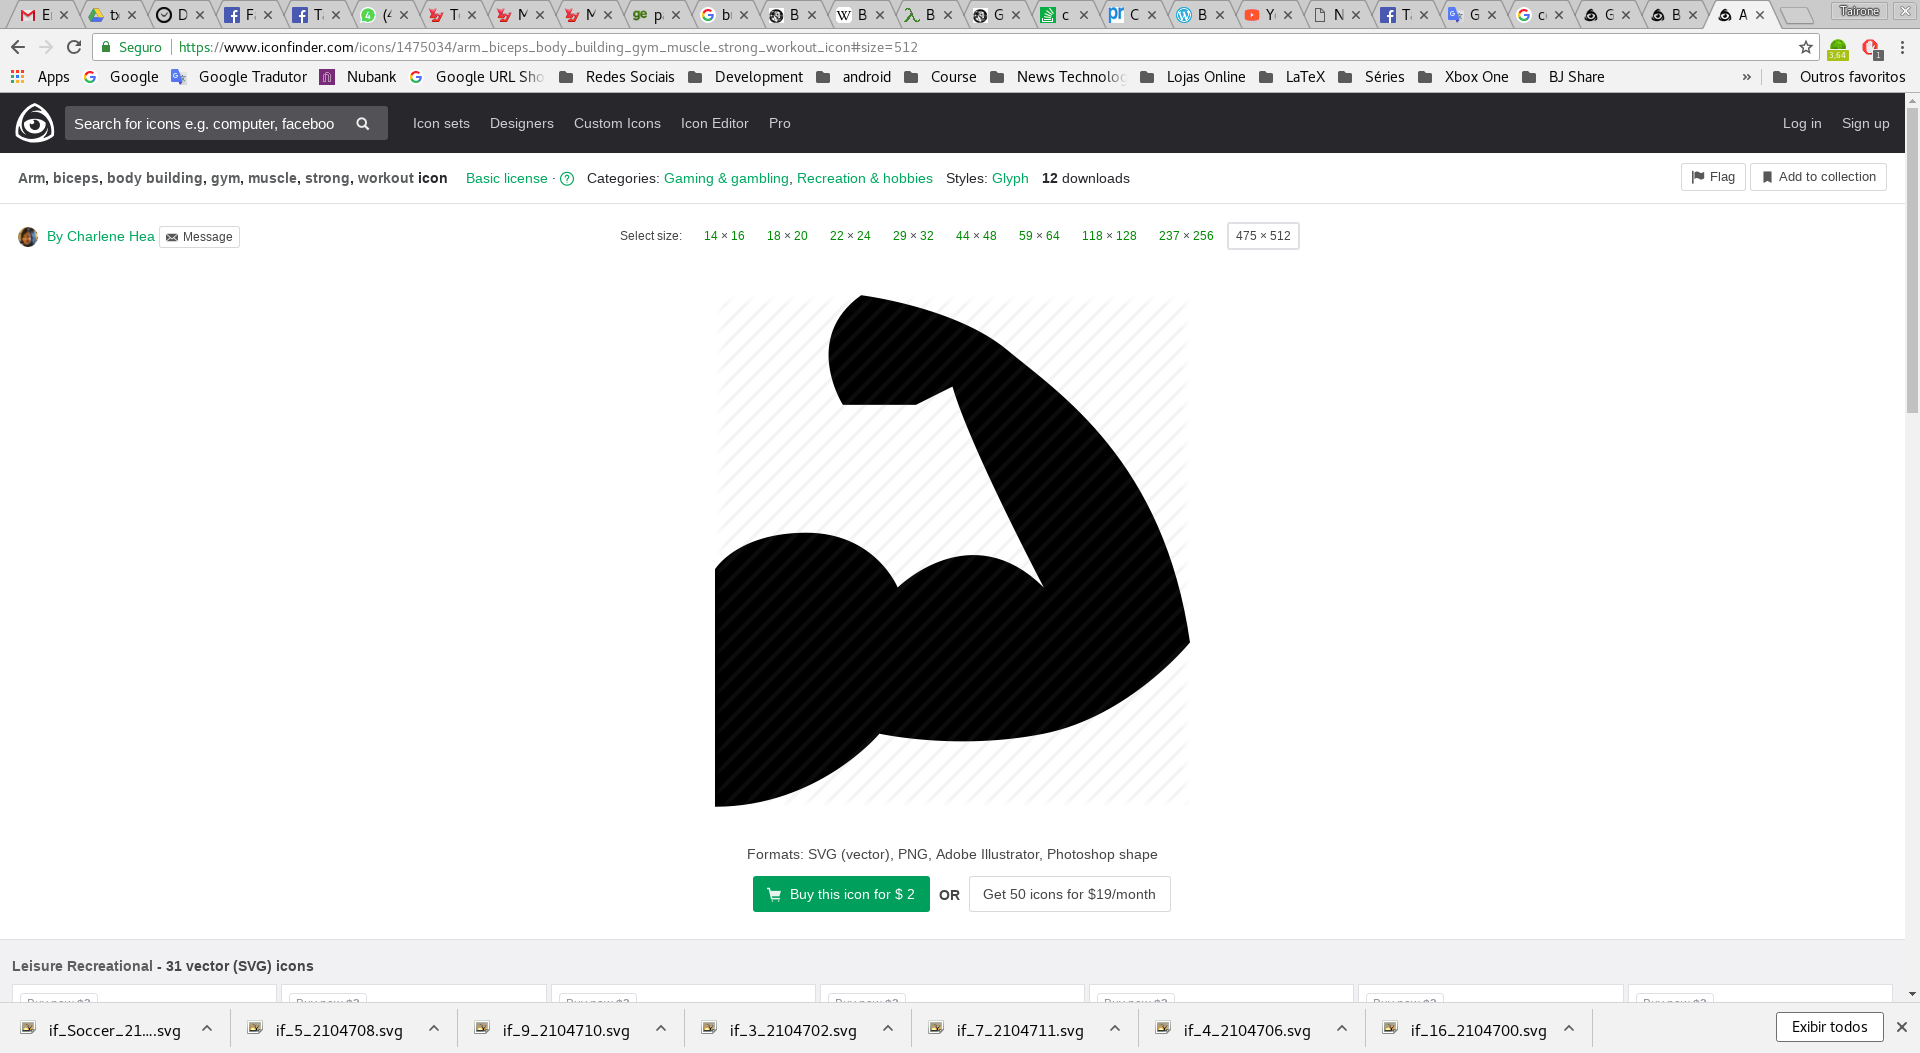 Tairone
Seguro https://www.iconfinder.com/icons/1475034/arm_biceps_body_building_gym_muscle_strong_workout_icon#size=512
3,64
1
Apps Google Google Tradutor Nubank Google URL Sho Redes Sociais Development android Course News Technolog Lojas Online LaTeX Séries Xbox One BJ Share » Outros favoritos
Search for icons e.g. computer, faceboo Icon sets Designers Custom Icons Icon Editor Pro Log in Sign up
Arm, biceps, body building, gym, muscle, strong, workout icon Basic license · ? Categories: Gaming & gambling, Recreation & hobbies Styles: Glyph 12 downloads Flag Add to collection
By Charlene Hea Message Select size: 14 × 16 18 × 20 22 × 24 29 × 32 44 × 48 59 × 64 118 × 128 237 × 256 475 × 512
Formats: SVG (vector), PNG, Adobe Illustrator, Photoshop shape
Buy this icon for $ 2 OR Get 50 icons for $19/month
Leisure Recreational - 31 vector (SVG) icons
if_Soccer_21....svg if_5_2104708.svg if_9_2104710.svg if_3_2104702.svg if_7_2104711.svg if_4_2104706.svg if_16_2104700.svg Exibir todos